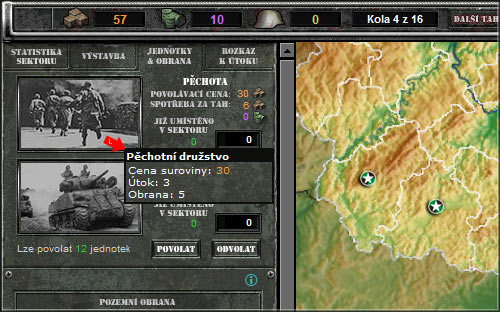 57
10
0
Kola 4 z 16
DALŠÍ TAH
STATISTIKA
SEKTORU
VÝSTAVBA
JEDNOTKY
& OBRANA
ROZKAZ
K ÚTOKU
PĚCHOTA
POVOLÁVACÍ CENA: 30
SPOTŘEBA ZA TAH: 6
0
JIŽ UMÍSTĚNO
V SEKTORU
0
0
Pěchotní družstvo
Cena suroviny: 30
Útok: 3
Obrana: 5
JIŽ UMÍSTĚNO
V SEKTORU
0
0
Lze povolat 12 jednotek
POVOLAT
ODVOLAT
POZEMNÍ OBRANA